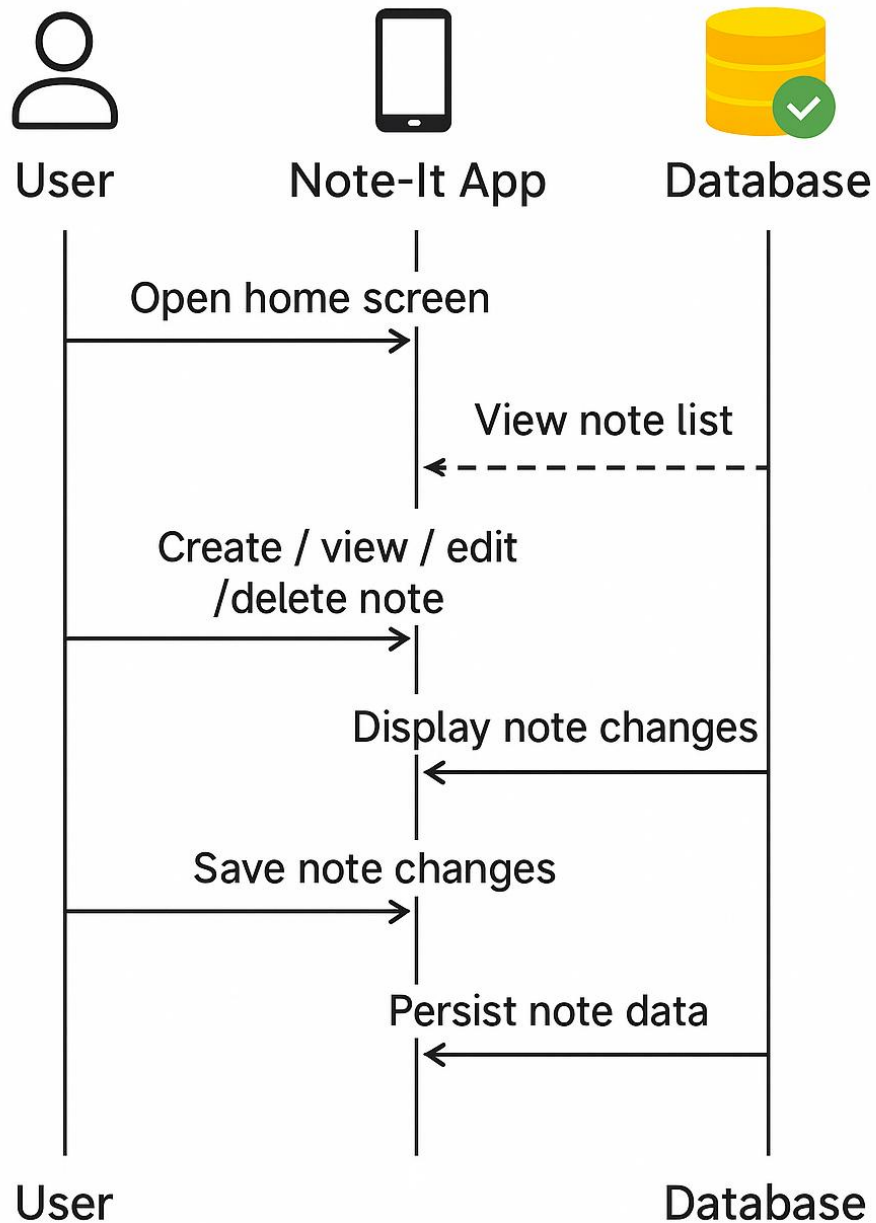 User
Note-It App
Database
Open home screen
View note list
Create / view / edit
/delete note
Display note changes
Save note changes
Persist note data
User
Database